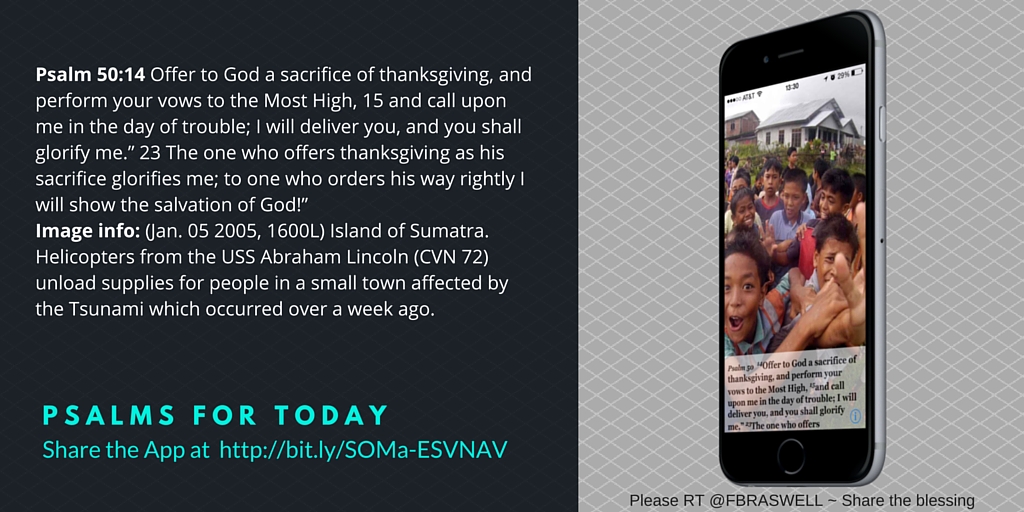 Psalm 50:14 Offer to God a sacrifice of thanksgiving, and
perform your vows to the Most High, 15 and call upon
me in the day of trouble; I will deliver you, and you shall
glorify me.” 23 The one who offers thanksgiving as his
sacrifice glorifies me; to one who orders his way rightly I
will show the salvation of God!”
Image info: (Jan. 05 2005, 1600L) Island of Sumatra.
Helicopters from the USS Abraham Lincoln (CVN 72)
unload supplies for people in a small town affected by
the Tsunami which occurred over a week ago.
PSALMS FOR TODAY
Share the App at http://bit.ly/SOMa-ESVNAV
AT&T 13:30 29%
Psalm 50 ¹⁴Offer to God a sacrifice of
thanksgiving, and perform your
vows to the Most High, ¹⁵and call
upon me in the day of trouble; I will
deliver you, and you shall glorify
me.” ²³The one who offers
Please RT @FBRASWELL ~ Share the blessing